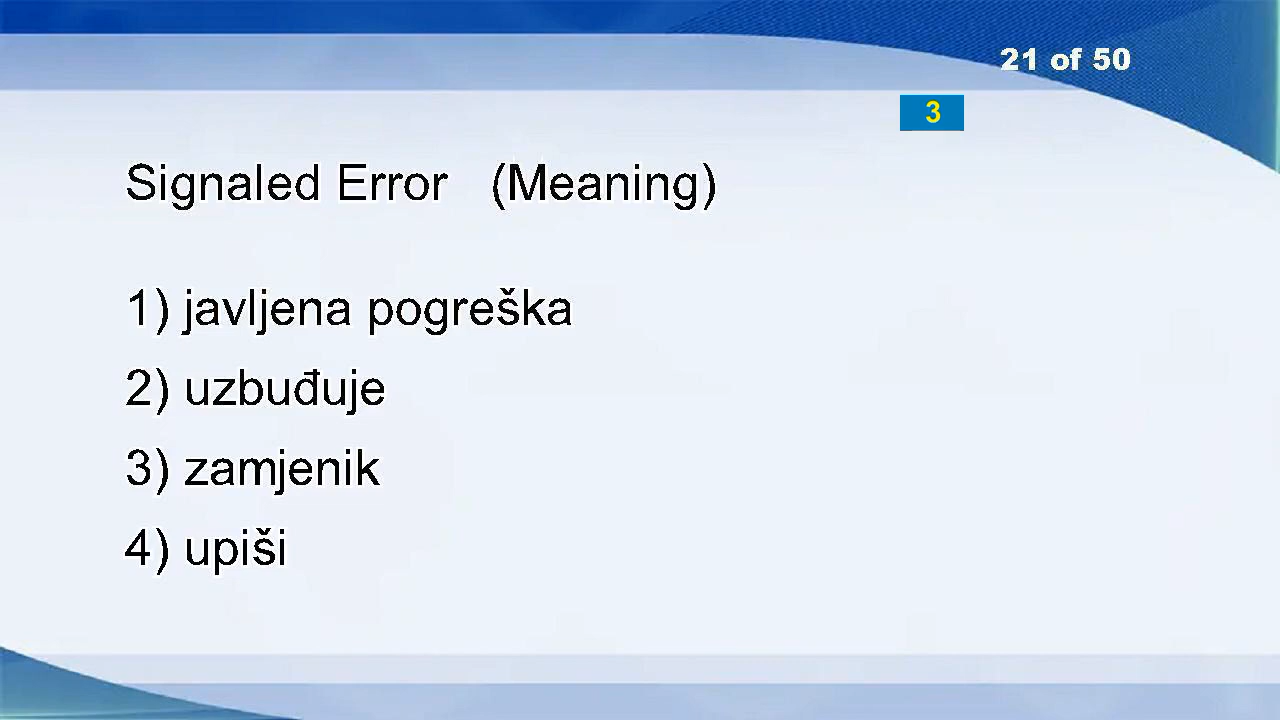 21 of 50
3
Signaled Error (Meaning)
1) javljena pogreška
2) uzbuđuje
3) zamjenik
4) upiši